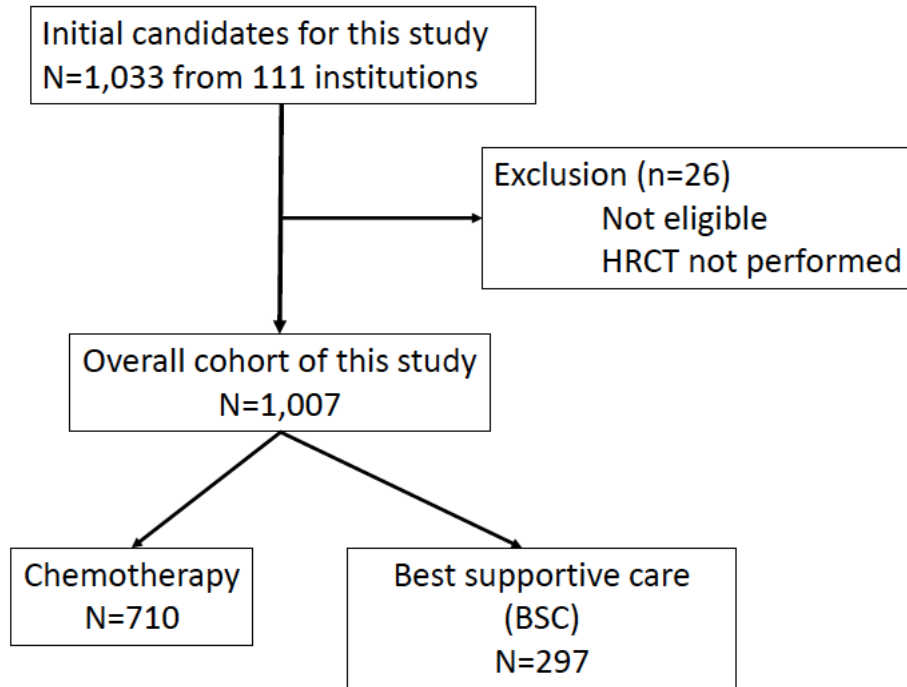 Initial candidates for this study
N=1,033 from 111 institutions
Exclusion (n=26)
Not eligible
HRCT not performed
Overall cohort of this study
N=1,007
Chemotherapy
N=710
Best supportive care
(BSC)
N=297